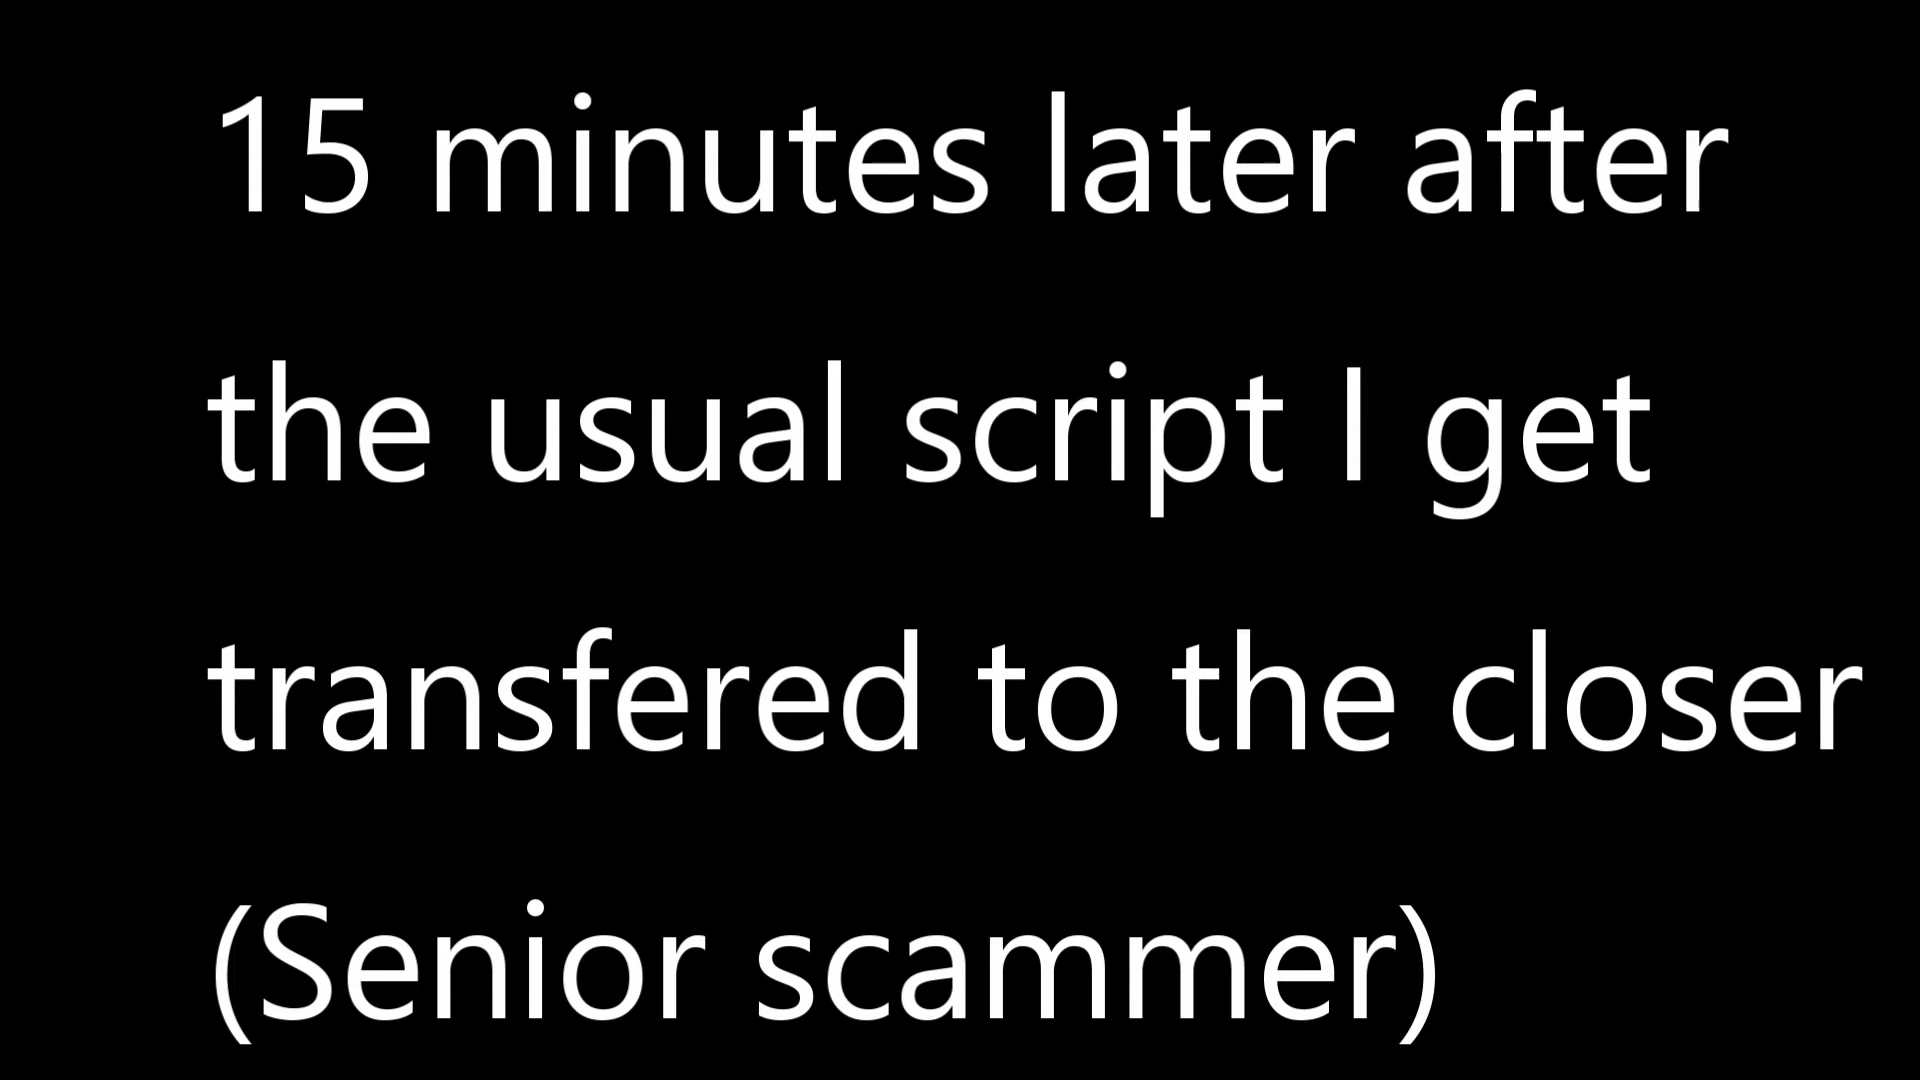 15 minutes later after
the usual script I get
transfered to the closer
(Senior scammer)